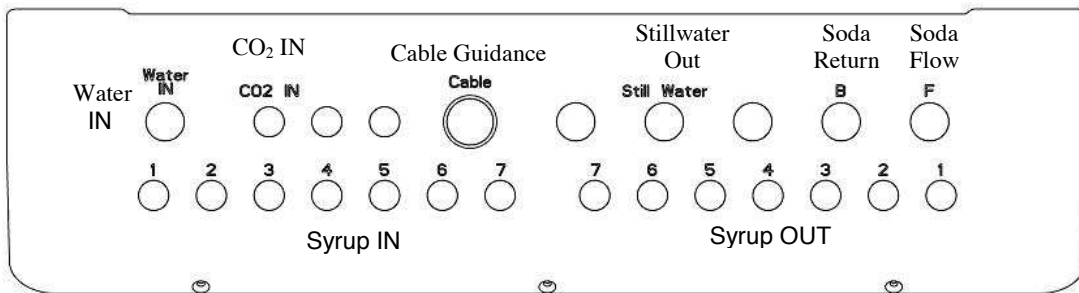 CO₂ IN
Cable Guidance
Stillwater Out
Soda Return
Soda Flow
Water IN
Water IN
CO2 IN
Cable
Still Water
B
F
1 2 3 4 5 6 7 7 6 5 4 3 2 1
Syrup IN
Syrup OUT